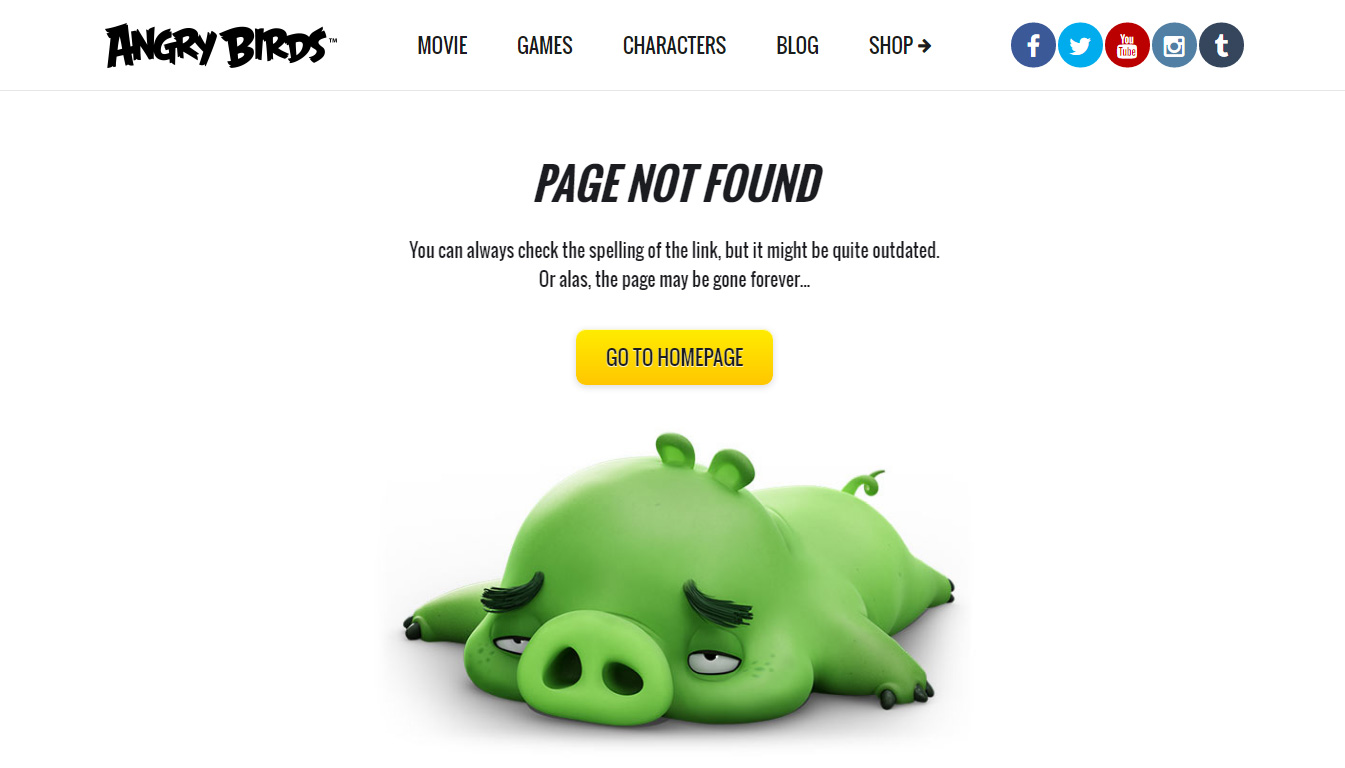 ANGRY BIRDS™
MOVIE
GAMES
CHARACTERS
BLOG
SHOP
f
You
Tube
t
PAGE NOT FOUND
You can always check the spelling of the link, but it might be quite outdated.
Or alas, the page may be gone forever...
GO TO HOMEPAGE